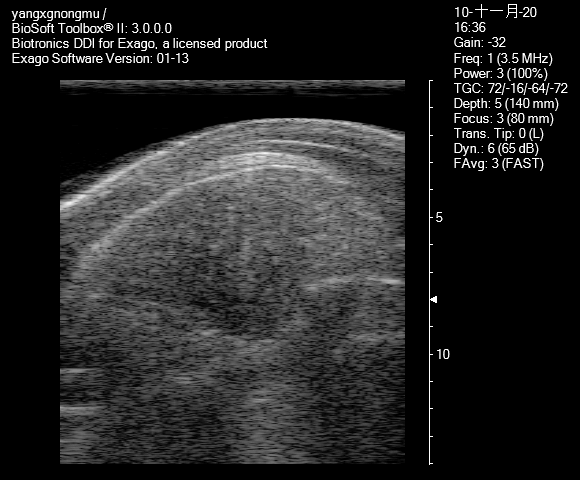 yangxgnongmu /
BioSoft Toolbox® II: 3.0.0.0
Biotronics DDI for Exago, a licensed product
Exago Software Version: 01-13
10-十一月-20
16:36
Gain: -32
Freq: 1 (3.5 MHz)
Power: 3 (100%)
TGC: 72/-16/-64/-72
Depth: 5 (140 mm)
Focus: 3 (80 mm)
Trans. Tip: 0 (L)
Dyn.: 6 (65 dB)
FAvg: 3 (FAST)
5
10